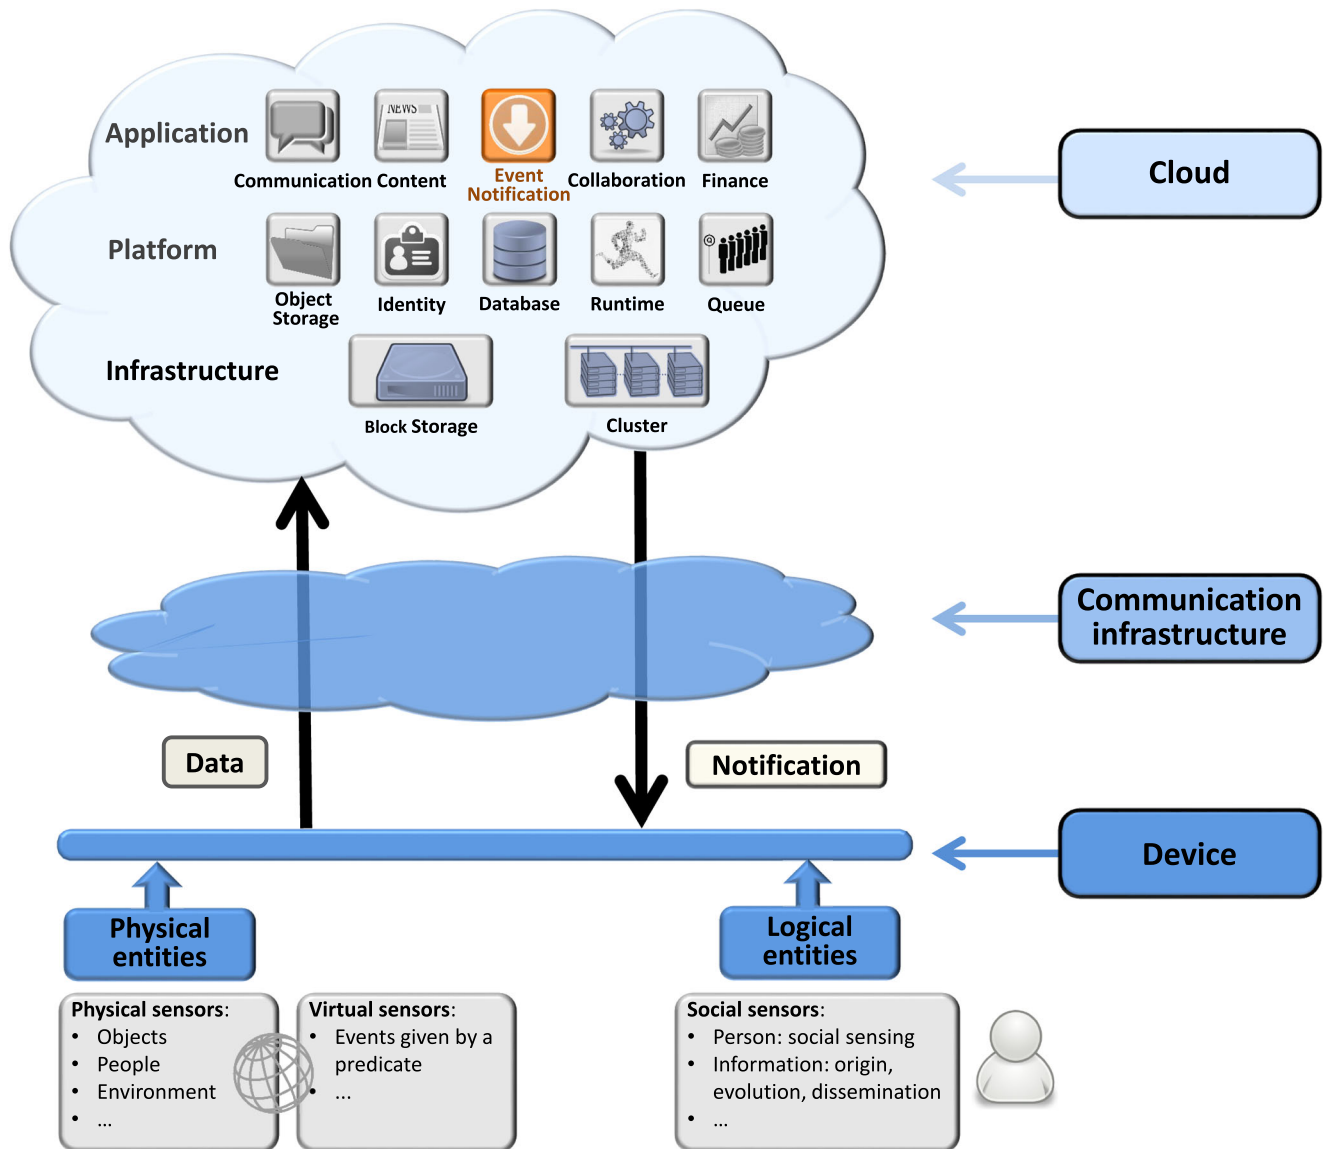 Application
NEWS
Communication
Content
Event
Notification
Collaboration
Finance
Cloud
Platform
Object
Storage
Identity
Database
Runtime
Queue
Infrastructure
Block Storage
Cluster
Communication
infrastructure
Data
Notification
Device
Physical
entities
Logical
entities
Physical sensors:
• Objects
• People
• Environment
• ...
Virtual sensors:
• Events given by a
predicate
• ...
Social sensors:
• Person: social sensing
• Information: origin,
evolution, dissemination
• ...